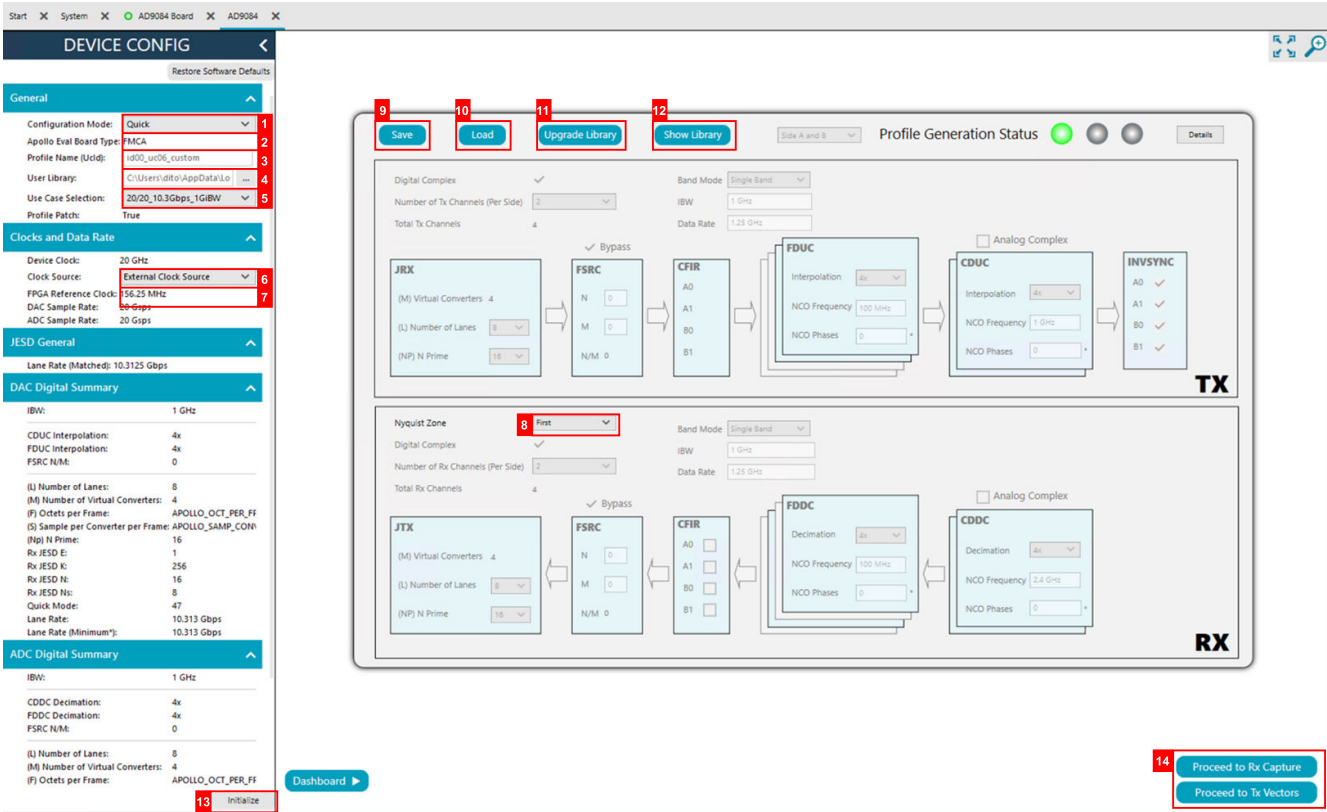 Start System AD9084 Board AD9084
DEVICE CONFIG
Restore Software Defaults
General
Configuration Mode: Quick 1
Apollo Eval Board Type: FMCA 2
Profile Name (UcId): id00_uc06_custom 3
User Library: C:\Users\dito\AppData\Lo ... 4
Use Case Selection: 20/20_10.3Gbps_1GiBW 5
Profile Patch: True
Clocks and Data Rate
Device Clock: 20 GHz
Clock Source: External Clock Source 6
FPGA Reference Clock: 156.25 MHz 7
DAC Sample Rate: 20 Gsps
ADC Sample Rate: 20 Gsps
JESD General
Lane Rate (Matched): 10.3125 Gbps
DAC Digital Summary
IBW: 1 GHz
CDUC Interpolation: 4x
FDUC Interpolation: 4x
FSRC N/M: 0
(L) Number of Lanes: 8
(M) Number of Virtual Converters: 4
(F) Octets per Frame: APOLLO_OCT_PER_FF
(S) Sample per Converter per Frame: APOLLO_SAMP_CONV
(Np) N Prime: 16
Rx JESD E: 1
Rx JESD K: 256
Rx JESD N: 16
Rx JESD Ns: 8
Quick Mode: 47
Lane Rate: 10.313 Gbps
Lane Rate (Minimum*): 10.313 Gbps
ADC Digital Summary
IBW: 1 GHz
CDDC Decimation: 4x
FDDC Decimation: 4x
FSRC N/M: 0
(L) Number of Lanes: 8
(M) Number of Virtual Converters: 4
(F) Octets per Frame: APOLLO_OCT_PER_FF
13 Initialize
9 10 11 12
Save Load Upgrade Library Show Library Side A and B Profile Generation Status Details
Digital Complex Band Mode Single Band
Number of Tx Channels (Per Side) 2 IBW 1 GHz
Total Tx Channels 4 Data Rate 1.25 GHz
Bypass
Analog Complex
JRX
(M) Virtual Converters 4
(L) Number of Lanes 8
(NP) N Prime 16
FSRC
N 0
M 0
N/M 0
CFIR
A0
A1
B0
B1
FDUC
Interpolation 4x
NCO Frequency 100 MHz
NCO Phases 0 °
CDUC
Interpolation 4x
NCO Frequency 1 GHz
NCO Phases 0 °
INVSYNC
A0
A1
B0
B1
TX
Nyquist Zone 8 First Band Mode Single Band
Digital Complex IBW 1 GHz
Number of Rx Channels (Per Side) 2 Data Rate 1.25 GHz
Total Rx Channels 4
Bypass
Analog Complex
JTX
(M) Virtual Converters 4
(L) Number of Lanes 8
(NP) N Prime 16
FSRC
N 0
M 0
N/M 0
CFIR
A0
A1
B0
B1
FDDC
Decimation 4x
NCO Frequency 100 MHz
NCO Phases 0 °
CDDC
Decimation 4x
NCO Frequency 2.4 GHz
NCO Phases 0 °
RX
Dashboard
14 Proceed to Rx Capture
Proceed to Tx Vectors